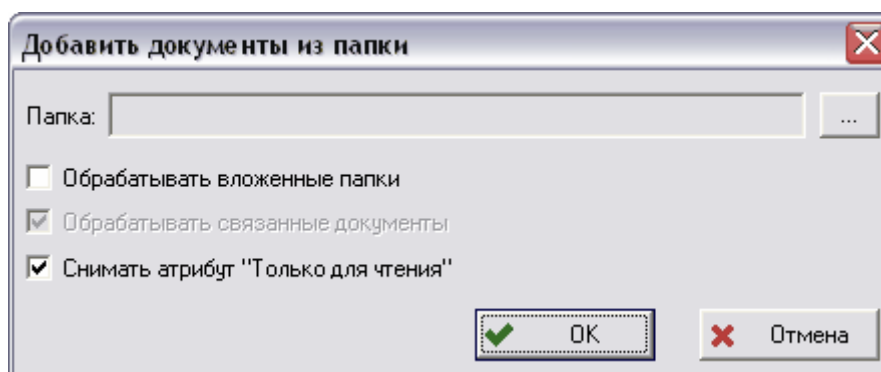 Добавить документы из папки
Папка: ...
Обрабатывать вложенные папки
Обрабатывать связанные документы
Снимать атрибут "Только для чтения"
OK Отмена